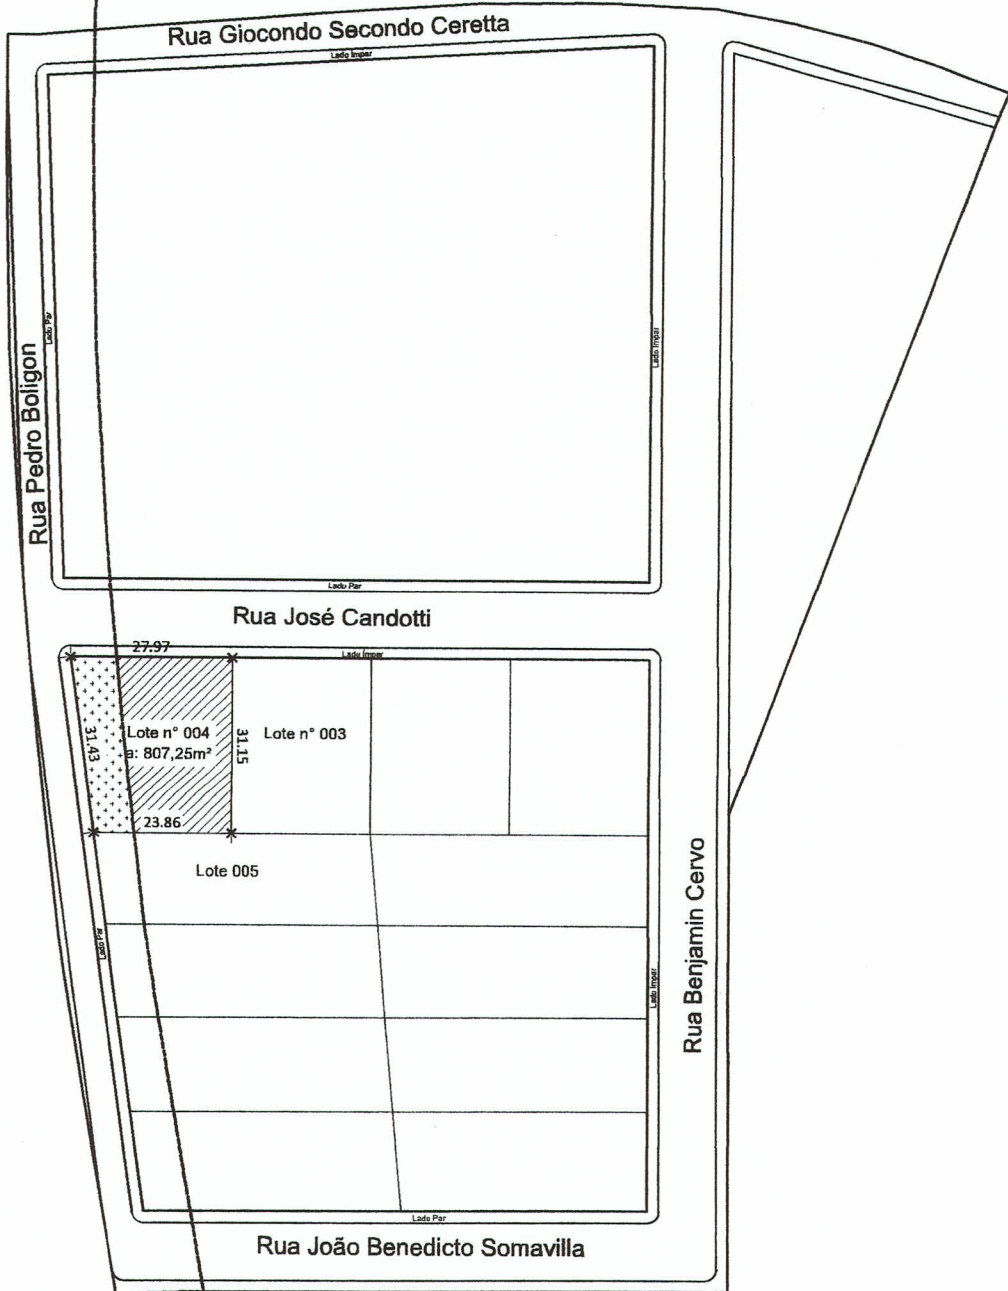 Rua Giocondo Secondo Ceretta
Lado Impar
Lado Par
Rua Pedro Boligon
Lado Impar
Lado Par
Rua José Candotti
27.97
Lado Impar
31.43
Lote n° 004
a: 807,25m²
31.15
Lote n° 003
23.86
Lote 005
Lado Par
Lado Impar
Rua Benjamin Cervo
Lado Par
Rua João Benedicto Somavilla